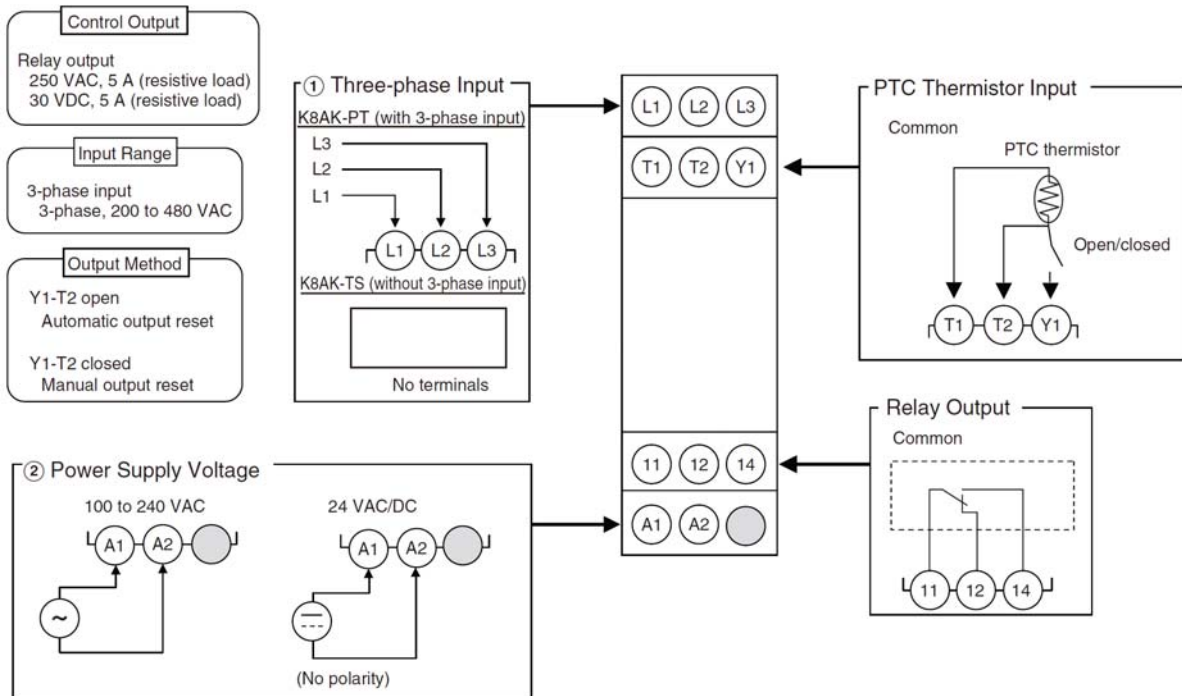 Control Output
Relay output
250 VAC, 5 A (resistive load)
30 VDC, 5 A (resistive load)
Input Range
3-phase input
3-phase, 200 to 480 VAC
Output Method
Y1-T2 open
Automatic output reset
Y1-T2 closed
Manual output reset
① Three-phase Input
K8AK-PT (with 3-phase input)
L3
L2
L1
L1 L2 L3
K8AK-TS (without 3-phase input)
No terminals
L1 L2 L3
T1 T2 Y1
11 12 14
A1 A2
PTC Thermistor Input
Common
PTC thermistor
Open/closed
T1 T2 Y1
Relay Output
Common
11 12 14
② Power Supply Voltage
100 to 240 VAC
A1 A2
~
24 VAC/DC
A1 A2
(No polarity)